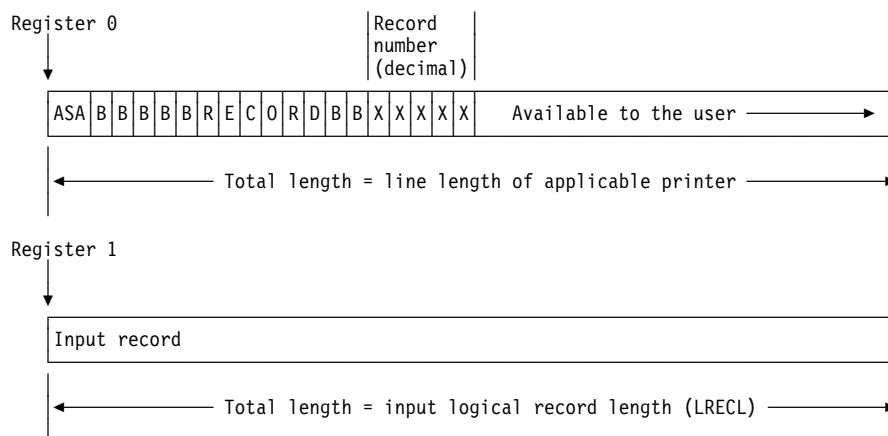 Register 0
Record
number
(decimal)
ASA B B B B B R E C O R D B B X X X X X Available to the user
Total length = line length of applicable printer
Register 1
Input record
Total length = input logical record length (LRECL)